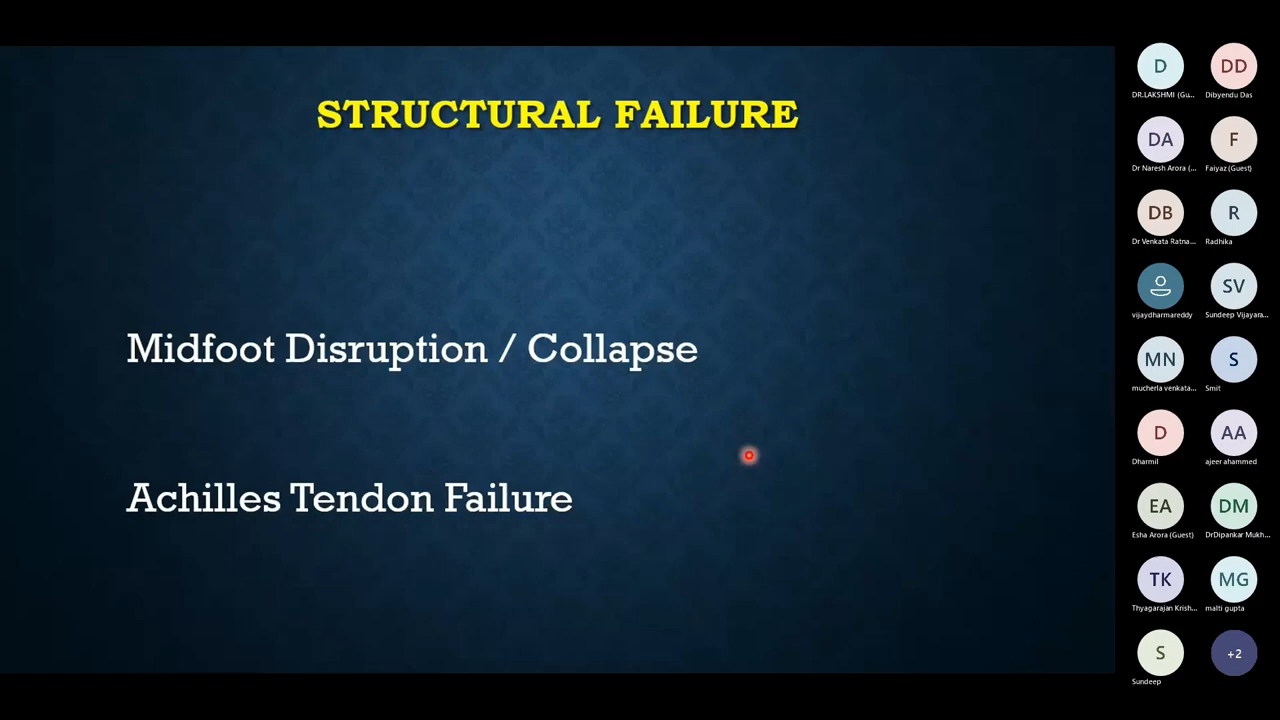 STRUCTURAL FAILURE
Midfoot Disruption / Collapse
Achilles Tendon Failure
D
DD
DR.LAKSHMI (Gu...
Dibyendu Das
DA
F
Dr Naresh Arora (...
Faiyaz (Guest)
DB
R
Dr Venkata Ratna...
Radhika
SV
vijaydharmareddy
Sundeep Vijayara...
MN
S
mucherla venkata...
Smit
D
AA
Dharmil
ajeer ahammed
EA
DM
Esha Arora (Guest)
DrDipankar Mukh...
TK
MG
Thyagarajan Krish...
malti gupta
S
+2
Sundeep